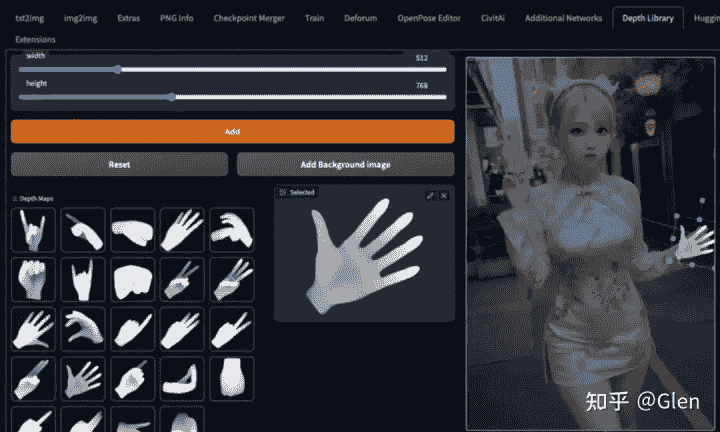 txt2img img2img Extras PNG Info Checkpoint Merger Train Deforum OpenPose Editor CivitAi Additional Networks Depth Library Huggin
Extensions
width 512
height 768
Add
Reset Add Background image
Depth Maps
Selected
知乎 @Glen